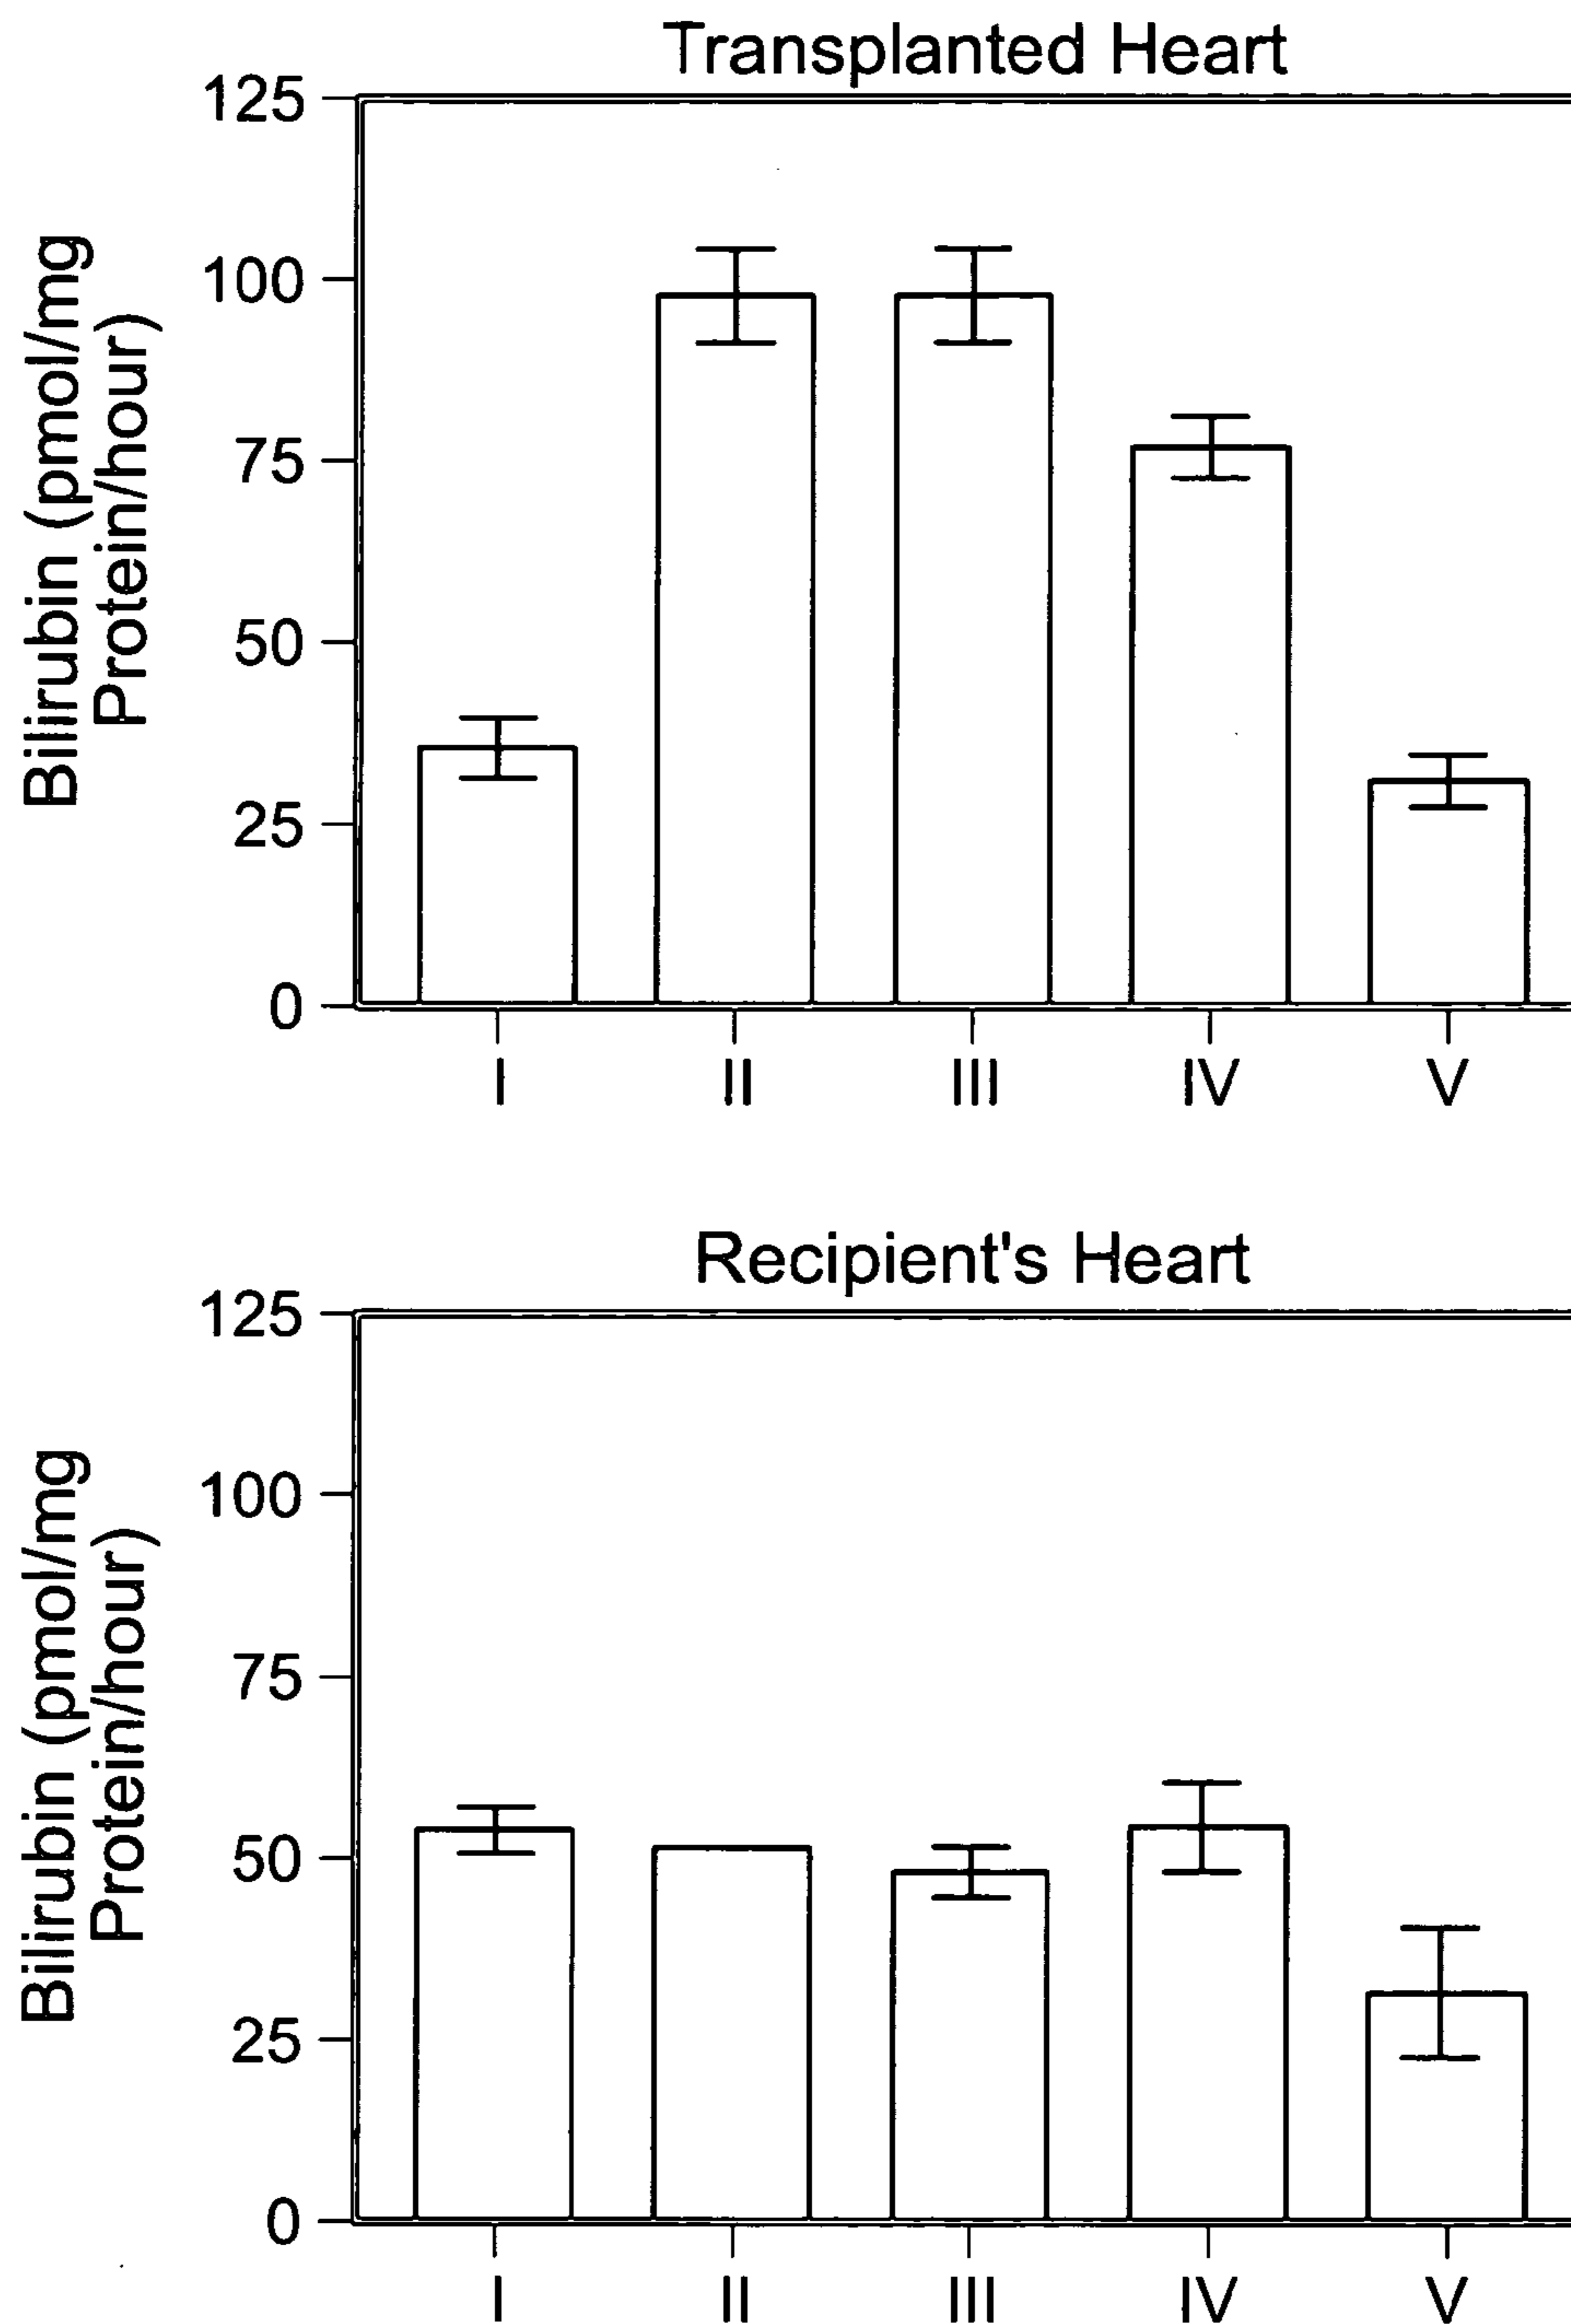 Transplanted Heart
Bilirubin (pmol/mg
Protein/hour)
125
100
75
50
25
0
I
II
III
IV
V
Recipient's Heart
Bilirubin (pmol/mg
Protein/hour)
125
100
75
50
25
0
I
II
III
IV
V